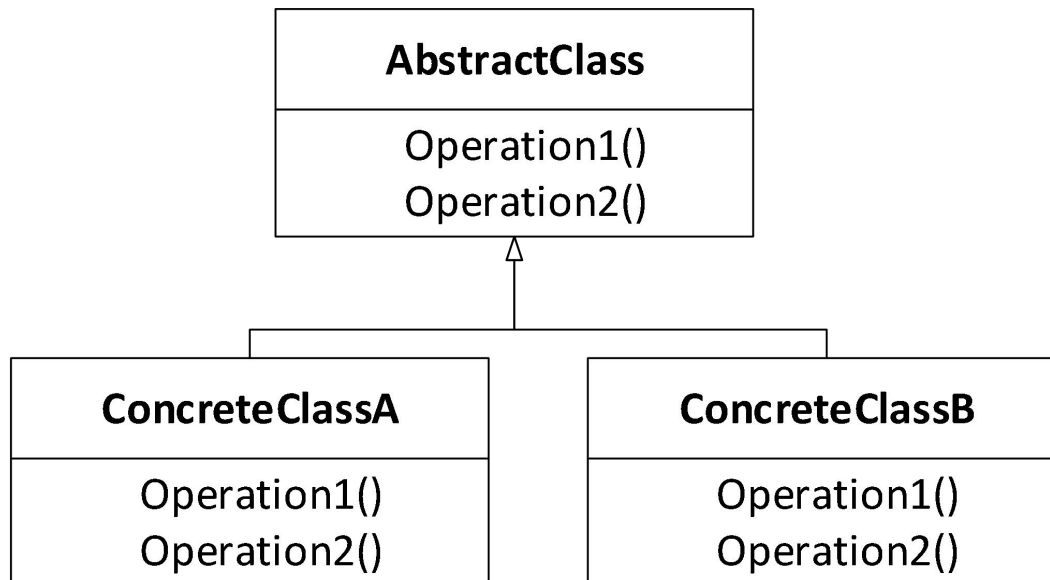 AbstractClass
Operation1()
Operation2()
ConcreteClassA
Operation1()
Operation2()
ConcreteClassB
Operation1()
Operation2()